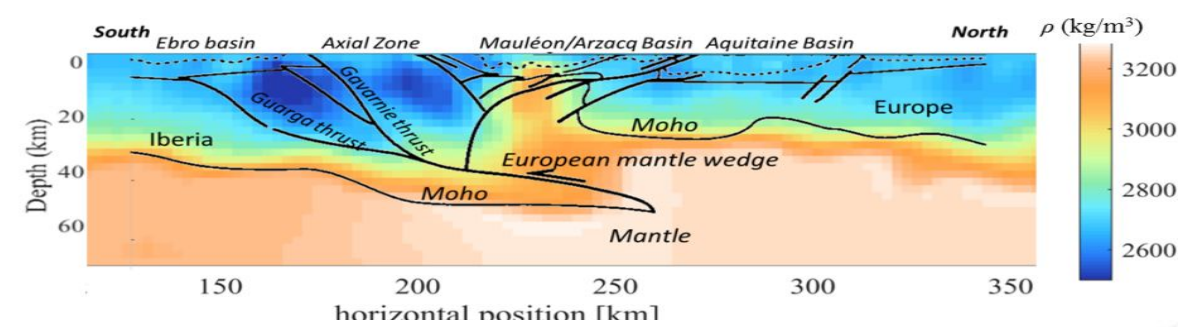 South North ρ (kg/m³)
Ebro basin Axial Zone Mauléon/Arzacq Basin Aquitaine Basin
0
20
40
60
Depth (km)
Iberia
Guarga thrust
Gavarnie thrust
Moho
European mantle wedge
Moho
Europe
Mantle
3200
3000
2800
2600
150 200 250 300 350
horizontal position [km]